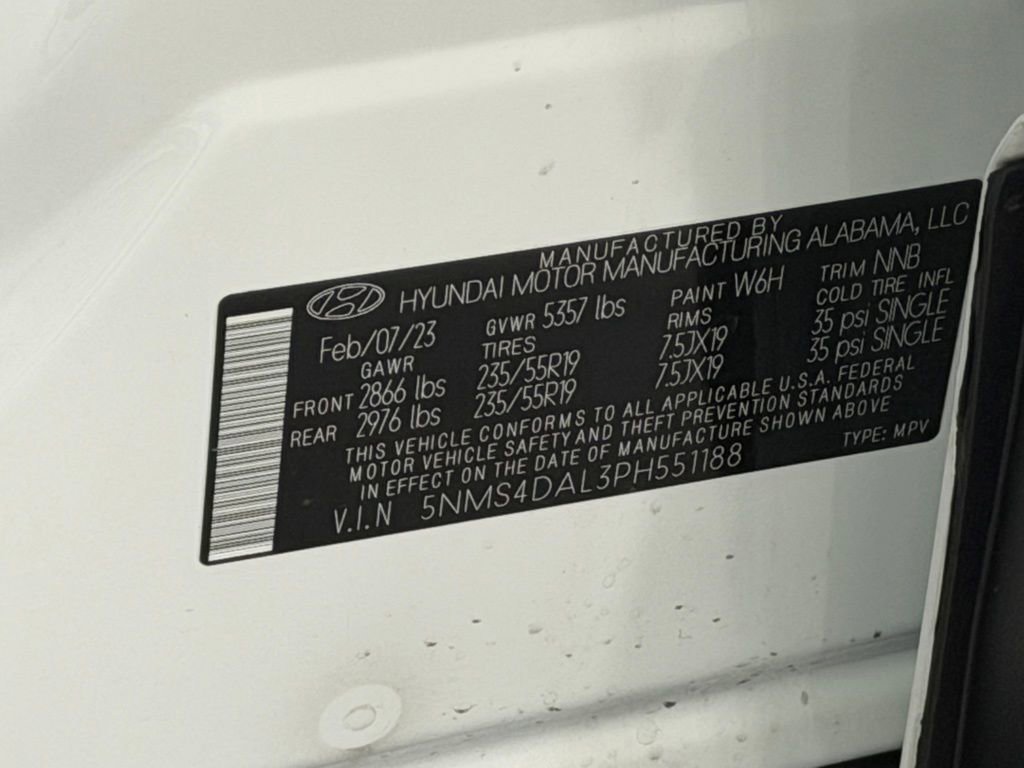 MANUFACTURED BY
HYUNDAI MOTOR MANUFACTURING ALABAMA, LLC
Feb/07/23 GVWR 5357 lbs PAINT W6H TRIM NNB
GAWR TIRES RIMS COLD TIRE INFL
FRONT 2866 lbs 235/55R19 7.5JX19 35 psi SINGLE
REAR 2976 lbs 235/55R19 7.5JX19 35 psi SINGLE
THIS VEHICLE CONFORMS TO ALL APPLICABLE U.S.A. FEDERAL
MOTOR VEHICLE SAFETY AND THEFT PREVENTION STANDARDS
IN EFFECT ON THE DATE OF MANUFACTURE SHOWN ABOVE
V.I.N 5NMS4DAL3PH551188 TYPE: MPV